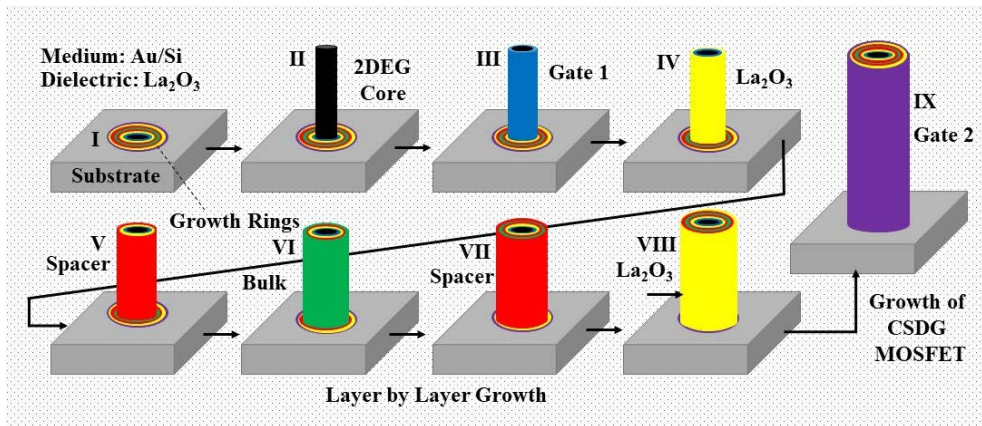 Medium: Au/Si
Dielectric: La₂O₃
I
Substrate
Growth Rings
II
2DEG
Core
III
Gate 1
IV
La₂O₃
V
Spacer
VI
Bulk
VII
Spacer
VIII
La₂O₃
IX
Gate 2
Growth of
CSDG
MOSFET
Layer by Layer Growth